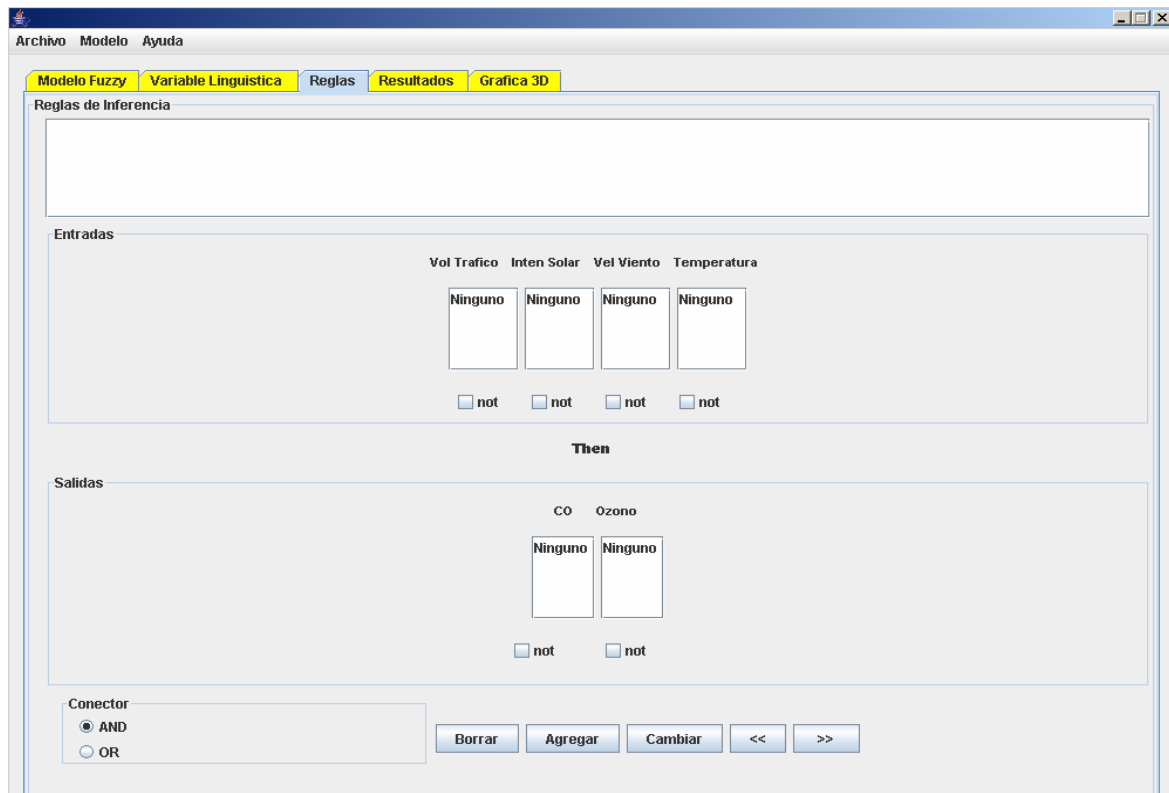 Archivo Modelo Ayuda
Modelo Fuzzy Variable Linguistica Reglas Resultados Grafica 3D
Reglas de Inferencia
Entradas
Vol Trafico Inten Solar Vel Viento Temperatura
Ninguno Ninguno Ninguno Ninguno
not not not not
Then
Salidas
CO Ozono
Ninguno Ninguno
not not
Conector
AND
OR
Borrar Agregar Cambiar << >>